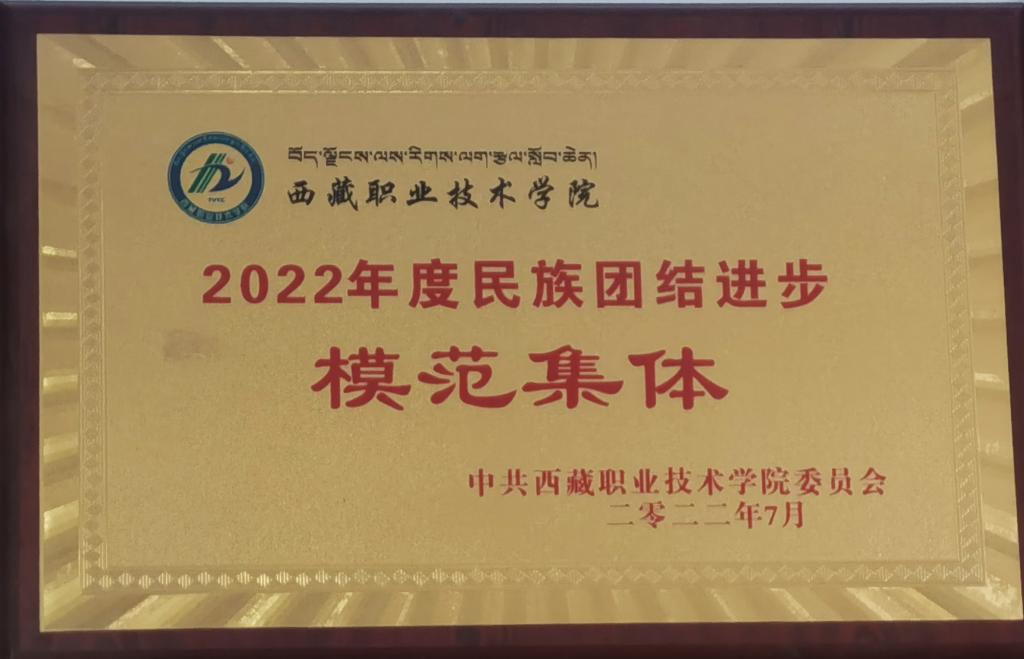 བོད་ལྗོངས་ལས་རིགས་ལག་རྩལ་སློབ་ཆེན།
西藏职业技术学院
TVTC
2022年度民族团结进步
模范集体
中共西藏职业技术学院委员会
二零二二年7月